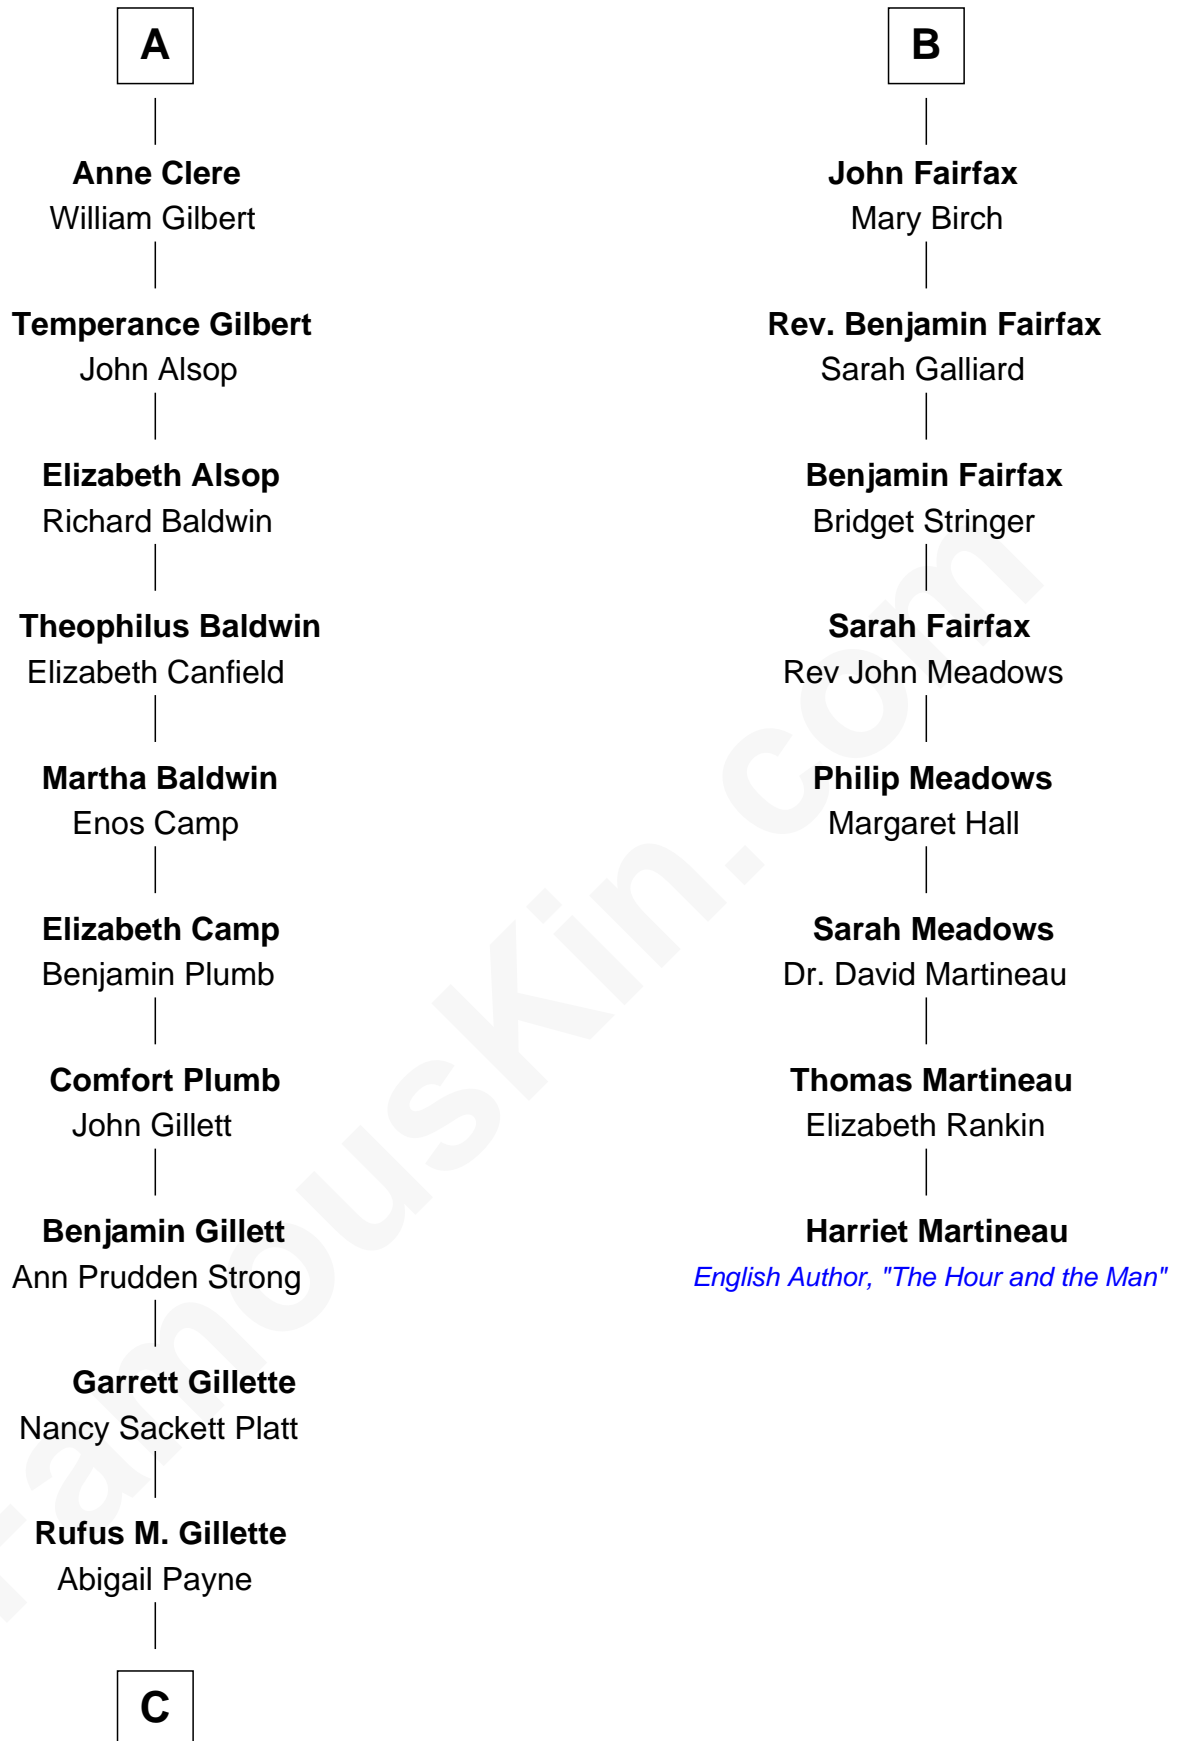 A
Anne Clere
William Gilbert
Temperance Gilbert
John Alsop
Elizabeth Alsop
Richard Baldwin
Theophilus Baldwin
Elizabeth Canfield
Martha Baldwin
Enos Camp
Elizabeth Camp
Benjamin Plumb
Comfort Plumb
John Gillett
Benjamin Gillett
Ann Prudden Strong
Garrett Gillette
Nancy Sackett Platt
Rufus M. Gillette
Abigail Payne
C
B
John Fairfax
Mary Birch
Rev. Benjamin Fairfax
Sarah Galliard
Benjamin Fairfax
Bridget Stringer
Sarah Fairfax
Rev John Meadows
Philip Meadows
Margaret Hall
Sarah Meadows
Dr. David Martineau
Thomas Martineau
Elizabeth Rankin
Harriet Martineau
English Author, "The Hour and the Man"
FamousKin.com